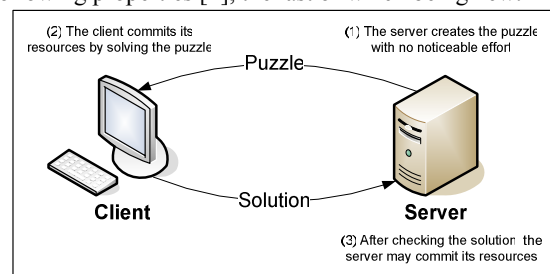 (2) The client commits its
resources by solving the puzzle
(1) The server creates the puzzle
with no noticeable effort
Puzzle
Solution
Client
Server
(3) After checking the solution the
server may commit its resources